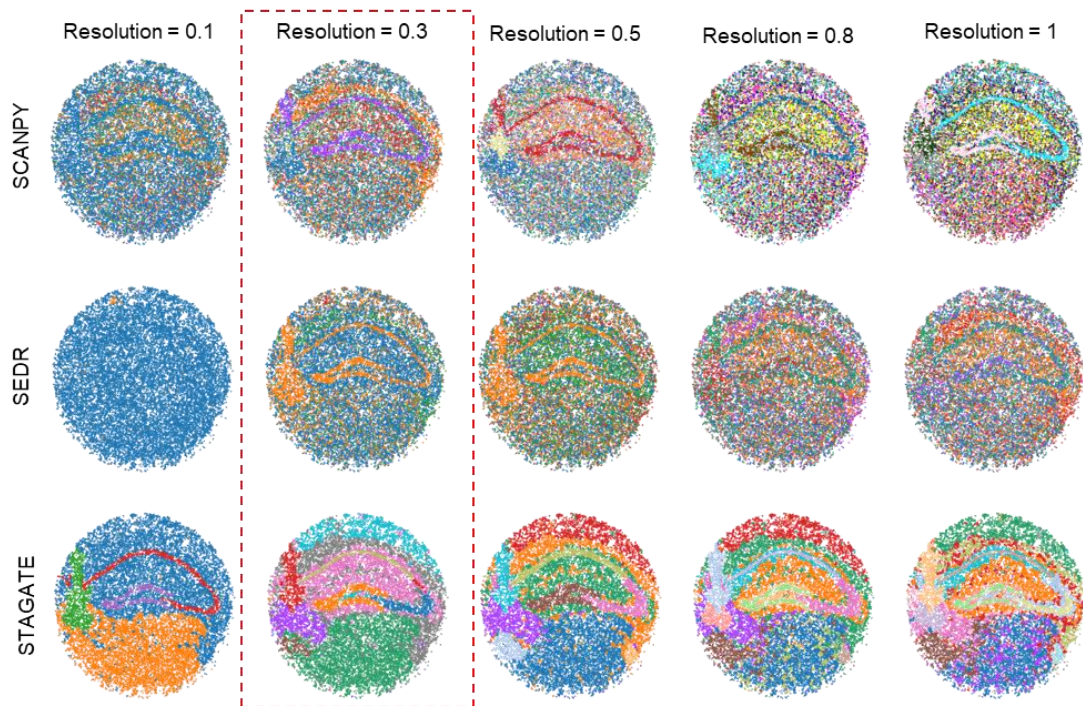 Resolution = 0.1
Resolution = 0.3
Resolution = 0.5
Resolution = 0.8
Resolution = 1
SCANPY
SEDR
STAGATE